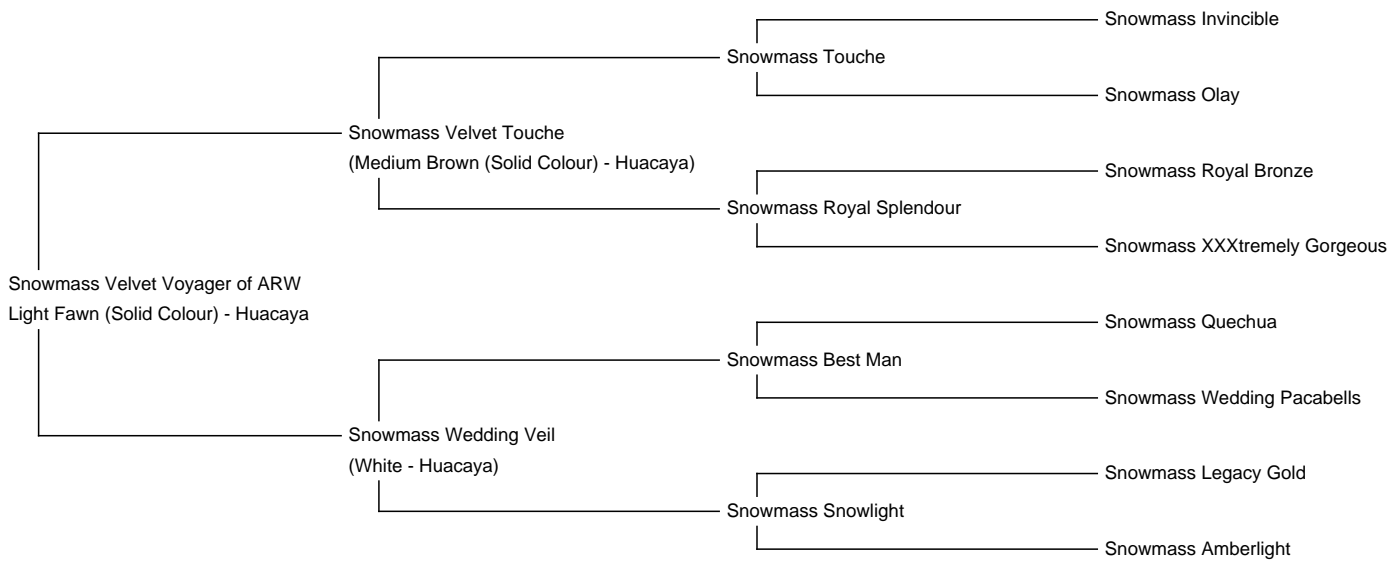 Snowmass Invincible
Snowmass Touche
Snowmass Olay
Snowmass Velvet Touche
(Medium Brown (Solid Colour) - Huacaya)
Snowmass Royal Bronze
Snowmass Royal Splendour
Snowmass XXXtremely Gorgeous
Snowmass Velvet Voyager of ARW
Light Fawn (Solid Colour) - Huacaya
Snowmass Quechua
Snowmass Best Man
Snowmass Wedding Pacabells
Snowmass Wedding Veil
(White - Huacaya)
Snowmass Legacy Gold
Snowmass Snowlight
Snowmass Amberlight